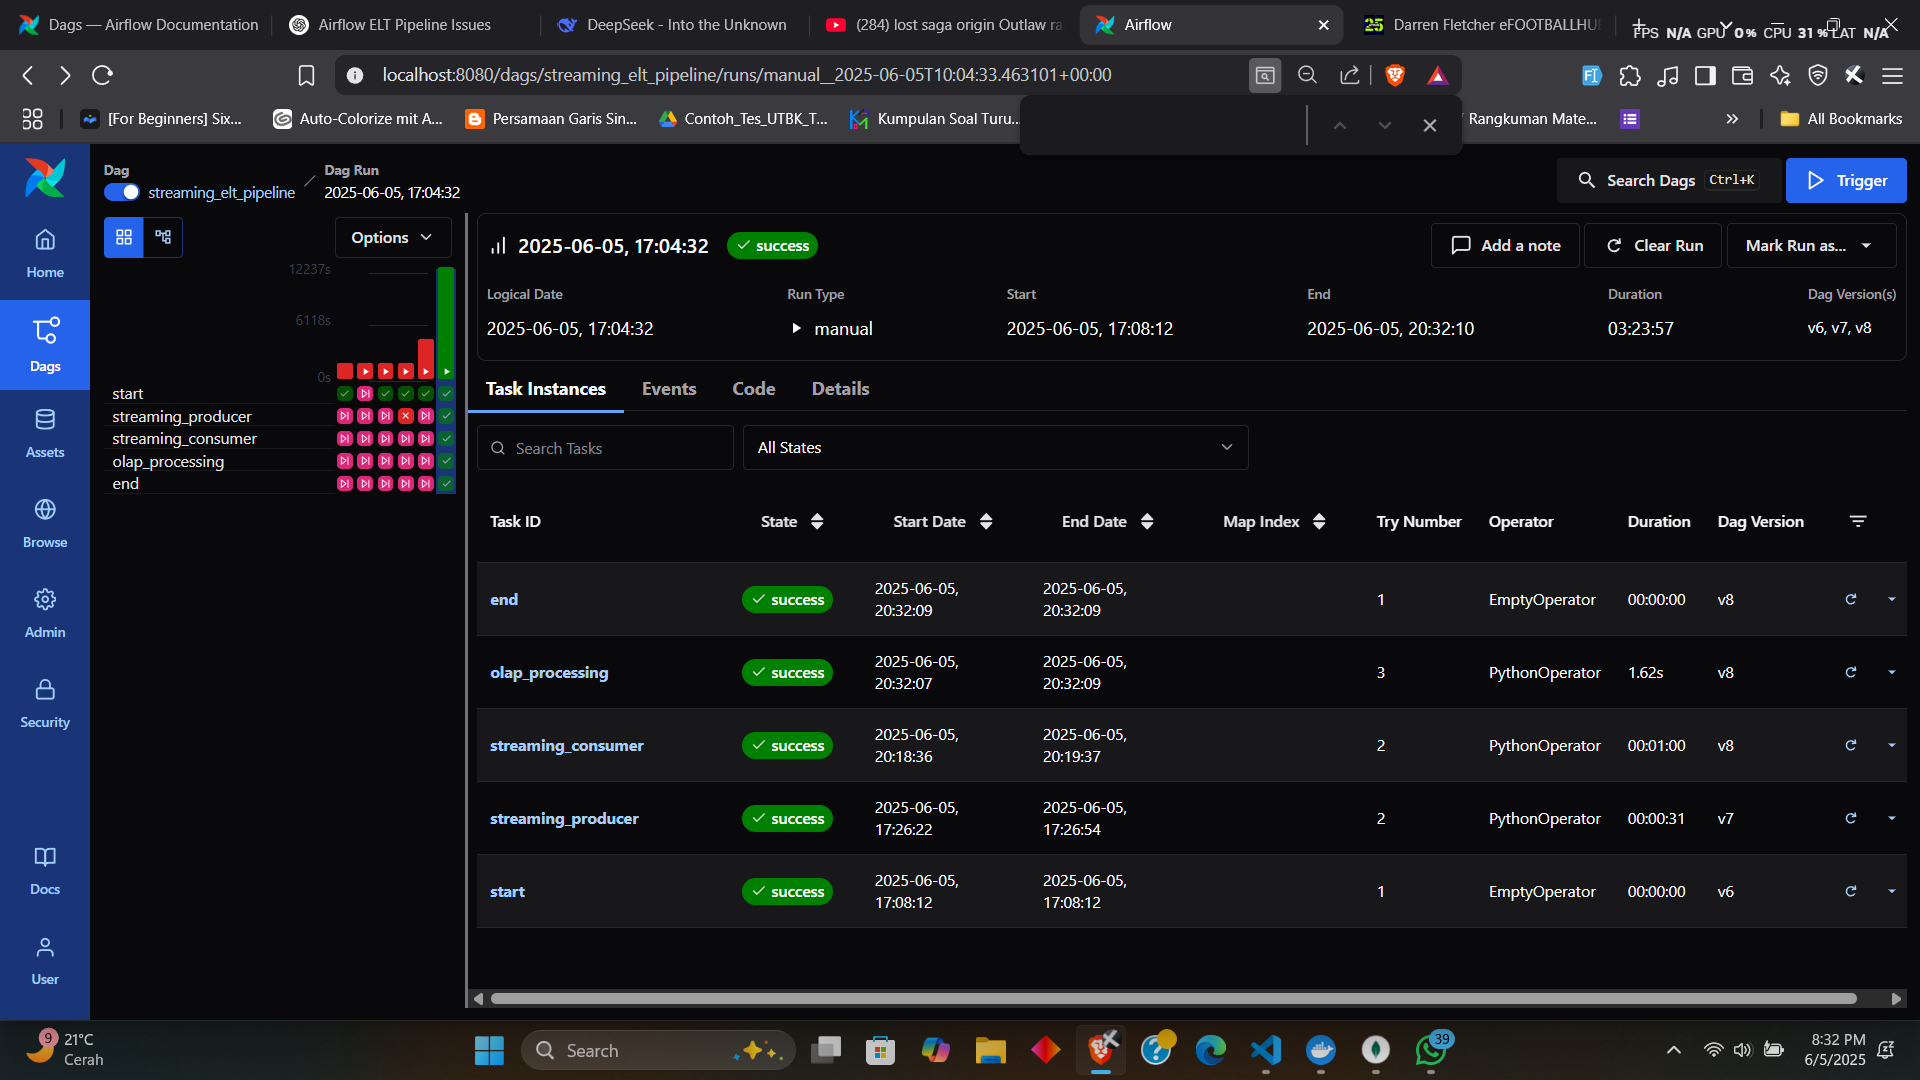 Dags — Airflow Documentation
Airflow ELT Pipeline Issues
DeepSeek - Into the Unknown
(284) lost saga origin Outlaw ra
Airflow
Darren Fletcher eFOOTBALLHU
FPS N/A GPU 0% CPU 31% LAT N/A
localhost:8080/dags/streaming_elt_pipeline/runs/manual__2025-06-05T10:04:33.463101+00:00
[For Beginners] Six...
Auto-Colorize mit A...
Persamaan Garis Sin...
Contoh_Tes_UTBK_T...
Kumpulan Soal Turu...
Rangkuman Mate...
All Bookmarks
Dag
streaming_elt_pipeline
Dag Run
2025-06-05, 17:04:32
Search Dags Ctrl+K
Trigger
Home
Dags
Assets
Browse
Admin
Security
Docs
User
Options
12237s
6118s
0s
start
streaming_producer
streaming_consumer
olap_processing
end
2025-06-05, 17:04:32
success
Add a note
Clear Run
Mark Run as...
Logical Date
Run Type
Start
End
Duration
Dag Version(s)
2025-06-05, 17:04:32
manual
2025-06-05, 17:08:12
2025-06-05, 20:32:10
03:23:57
v6, v7, v8
Task Instances
Events
Code
Details
Search Tasks
All States
Task ID
State
Start Date
End Date
Map Index
Try Number
Operator
Duration
Dag Version
end
success
2025-06-05, 20:32:09
2025-06-05, 20:32:09
1
EmptyOperator
00:00:00
v8
olap_processing
success
2025-06-05, 20:32:07
2025-06-05, 20:32:09
3
PythonOperator
1.62s
v8
streaming_consumer
success
2025-06-05, 20:18:36
2025-06-05, 20:19:37
2
PythonOperator
00:01:00
v8
streaming_producer
success
2025-06-05, 17:26:22
2025-06-05, 17:26:54
2
PythonOperator
00:00:31
v7
start
success
2025-06-05, 17:08:12
2025-06-05, 17:08:12
1
EmptyOperator
00:00:00
v6
9
21°C
Cerah
Search
39
8:32 PM
6/5/2025